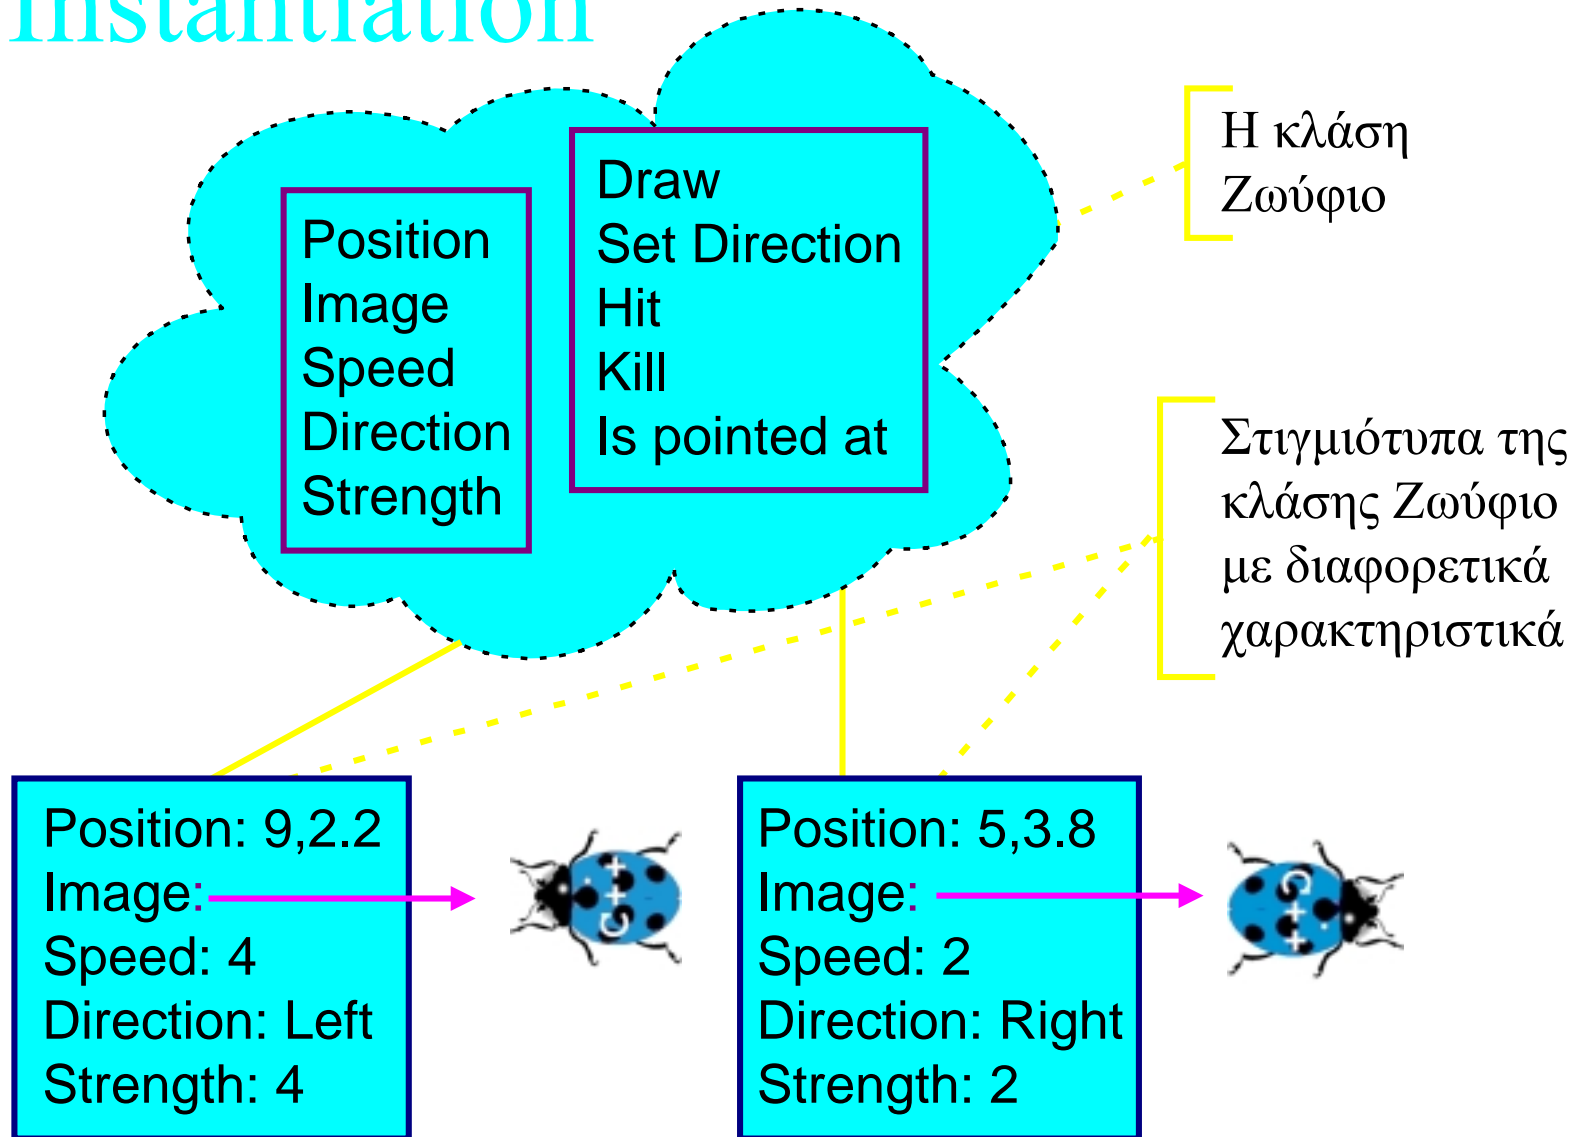 Instantiation
Position
Image
Speed
Direction
Strength
Draw
Set Direction
Hit
Kill
Is pointed at
Η κλάση
Ζωύφιο
Στιγμιότυπα της
κλάσης Ζωύφιο
με διαφορετικά
χαρακτηριστικά
Position: 9,2.2
Image:
Speed: 4
Direction: Left
Strength: 4
C++
Position: 5,3.8
Image:
Speed: 2
Direction: Right
Strength: 2
C++